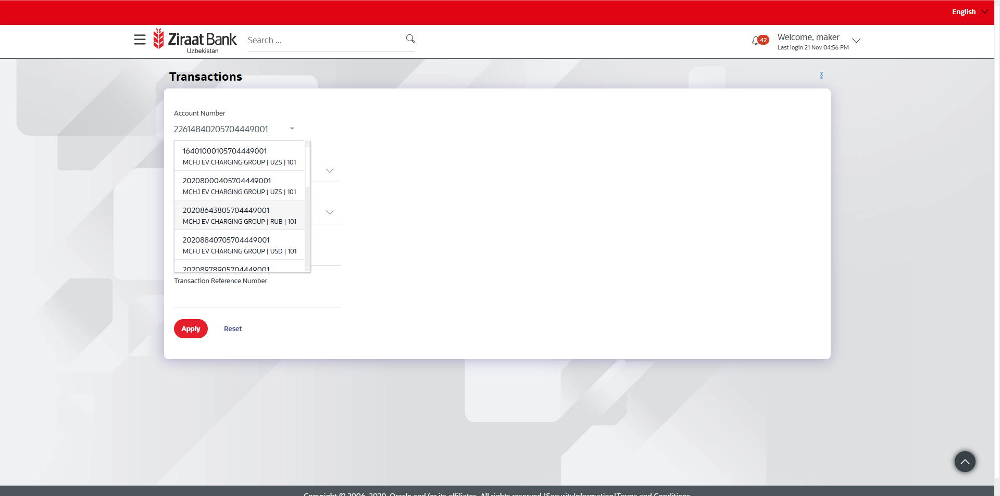 English
Ziraat Bank
Uzbekistan
Search ...
42
Welcome, maker
Last login 21 Nov 04:56 PM
Transactions
Account Number
22614840205704449001
16401000105704449001
MCHJ EV CHARGING GROUP | UZS | 101
20208000405704449001
MCHJ EV CHARGING GROUP | UZS | 101
20208643805704449001
MCHJ EV CHARGING GROUP | RUB | 101
20208840705704449001
MCHJ EV CHARGING GROUP | USD | 101
20208978905704449001
Transaction Reference Number
Apply
Reset
Copyright © 2006, 2020, Oracle and/or its affiliates. All rights reserved.|SecurityInformation|Terms and Conditions